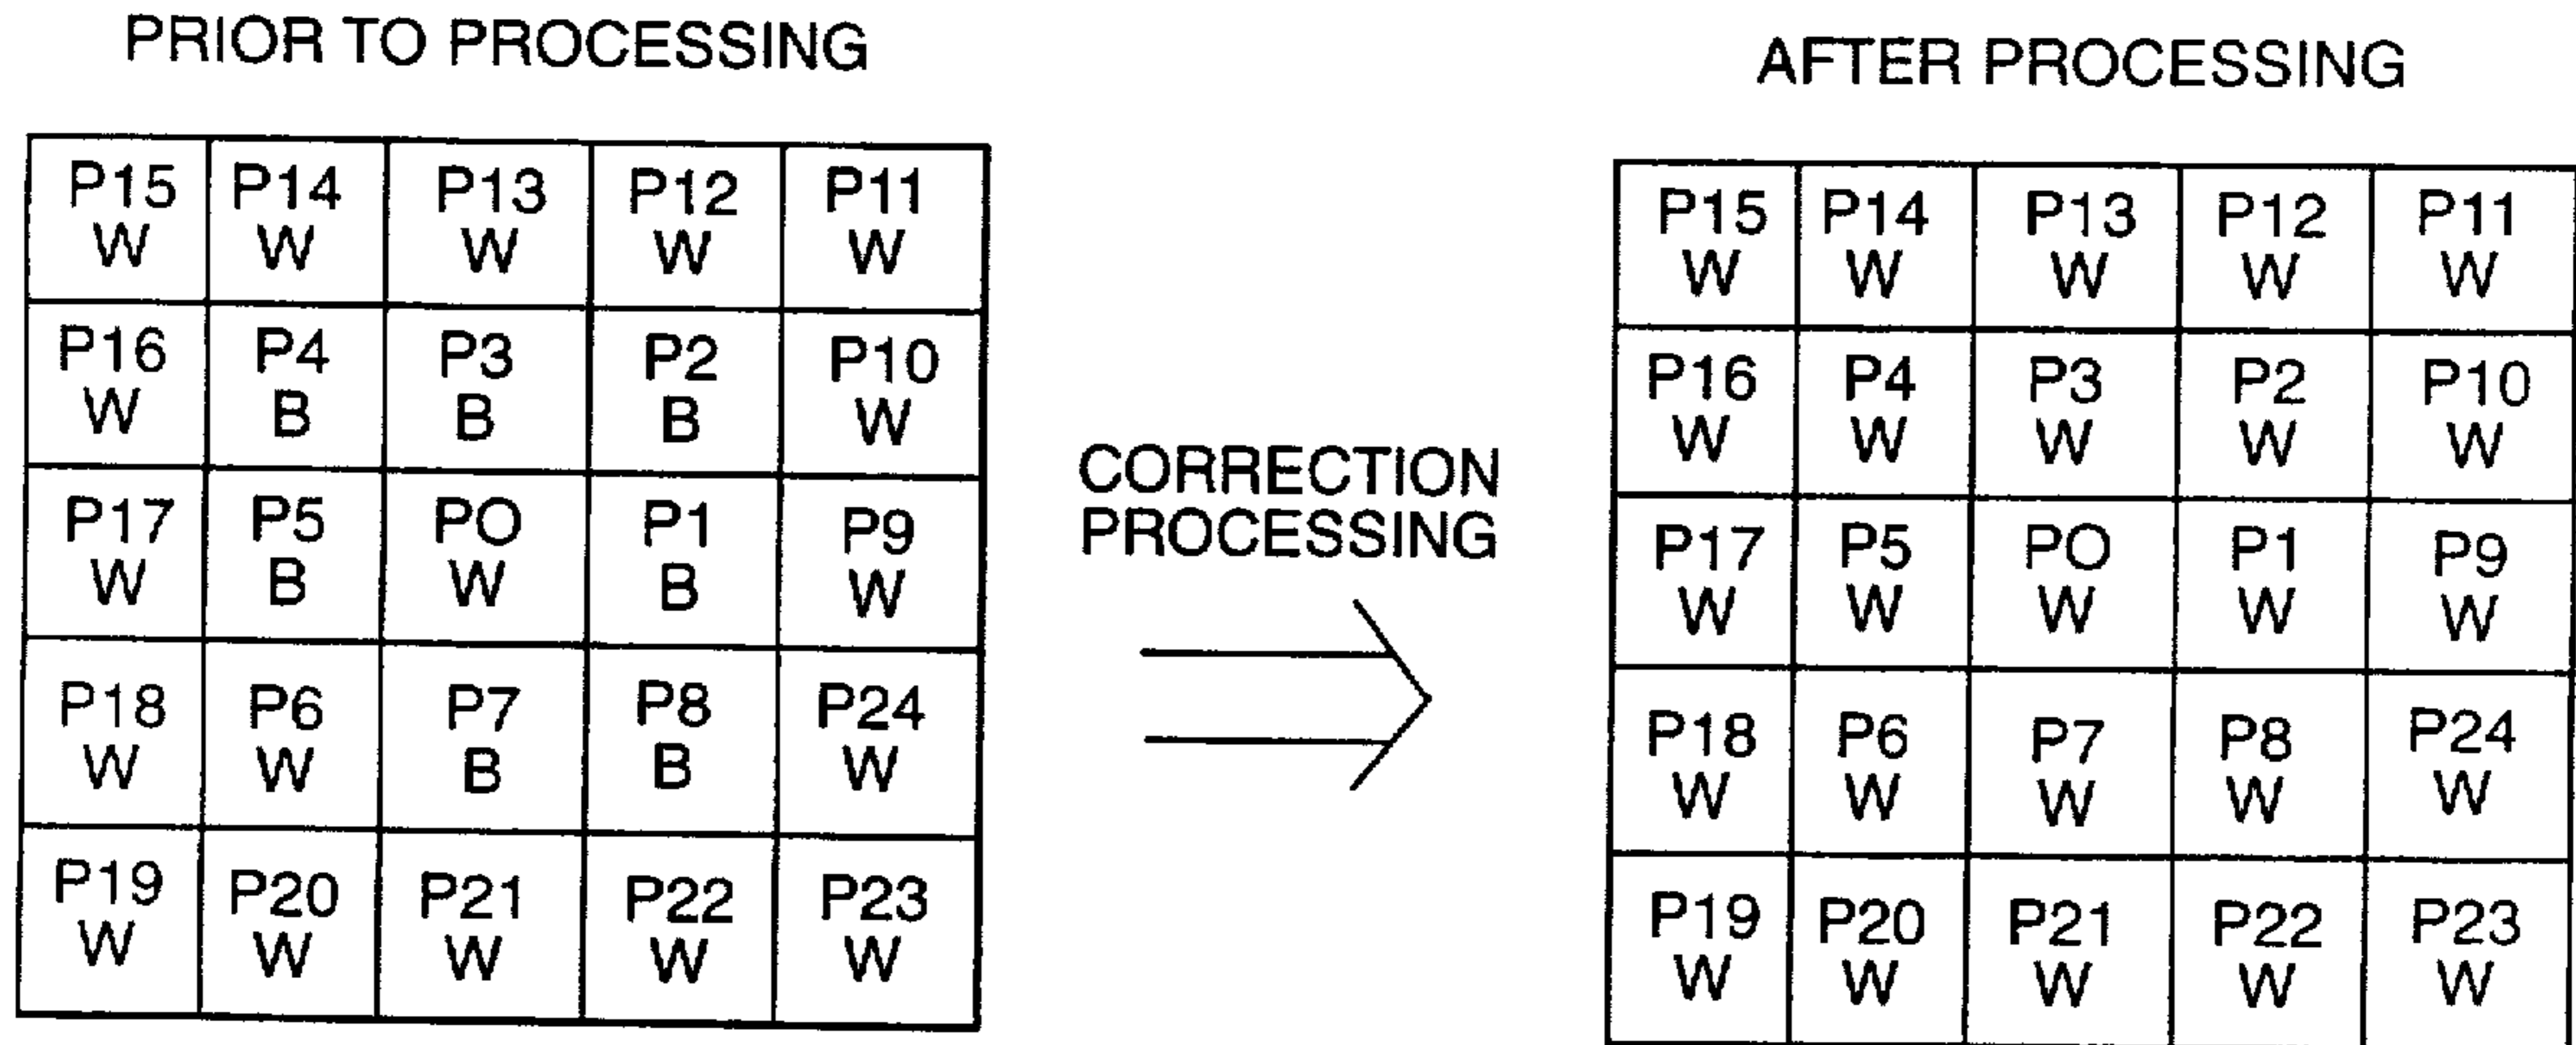 PRIOR TO PROCESSING
P15 P14 P13 P12 P11
W W W W W
P16 P4 P3 P2 P10
W B B B W
P17 P5 PO P1 P9
W B W B W
P18 P6 P7 P8 P24
W W B B W
P19 P20 P21 P22 P23
W W W W W
CORRECTION
PROCESSING
AFTER PROCESSING
P15 P14 P13 P12 P11
W W W W W
P16 P4 P3 P2 P10
W W W W W
P17 P5 PO P1 P9
W W W W W
P18 P6 P7 P8 P24
W W W W W
P19 P20 P21 P22 P23
W W W W W